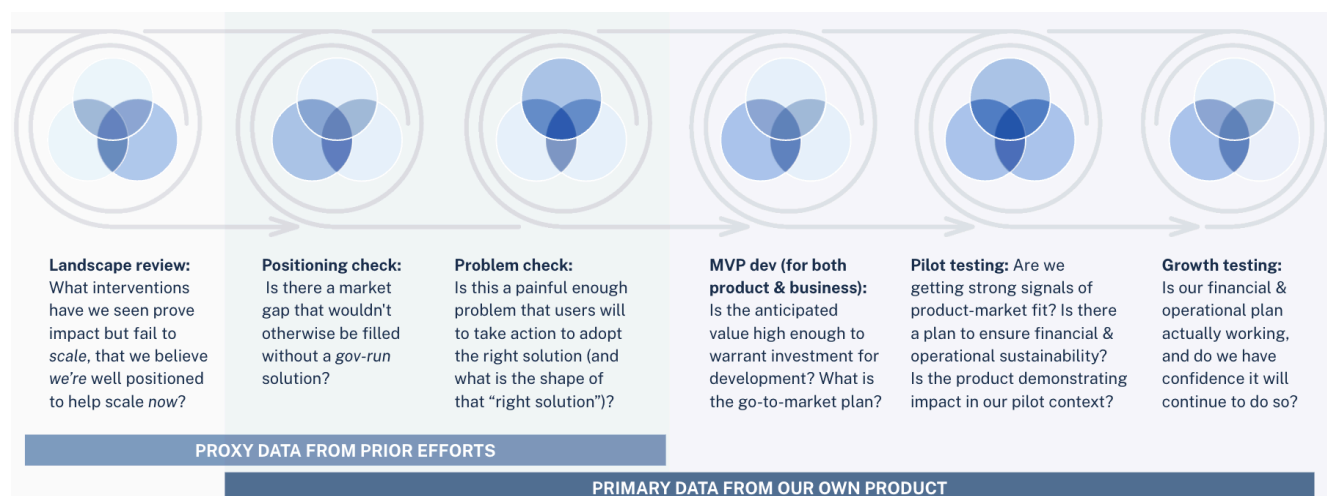 Landscape review:
What interventions
have we seen prove
impact but fail to
scale, that we believe
we're well positioned
to help scale now?
Positioning check:
Is there a market
gap that wouldn't
otherwise be filled
without a gov-run
solution?
Problem check:
Is this a painful enough
problem that users will
to take action to adopt
the right solution (and
what is the shape of
that “right solution”)?
MVP dev (for both
product & business):
Is the anticipated
value high enough to
warrant investment for
development? What is
the go-to-market plan?
Pilot testing: Are we
getting strong signals of
product-market fit? Is there
a plan to ensure financial &
operational sustainability?
Is the product demonstrating
impact in our pilot context?
Growth testing:
Is our financial &
operational plan
actually working,
and do we have
confidence it will
continue to do so?
PROXY DATA FROM PRIOR EFFORTS
PRIMARY DATA FROM OUR OWN PRODUCT